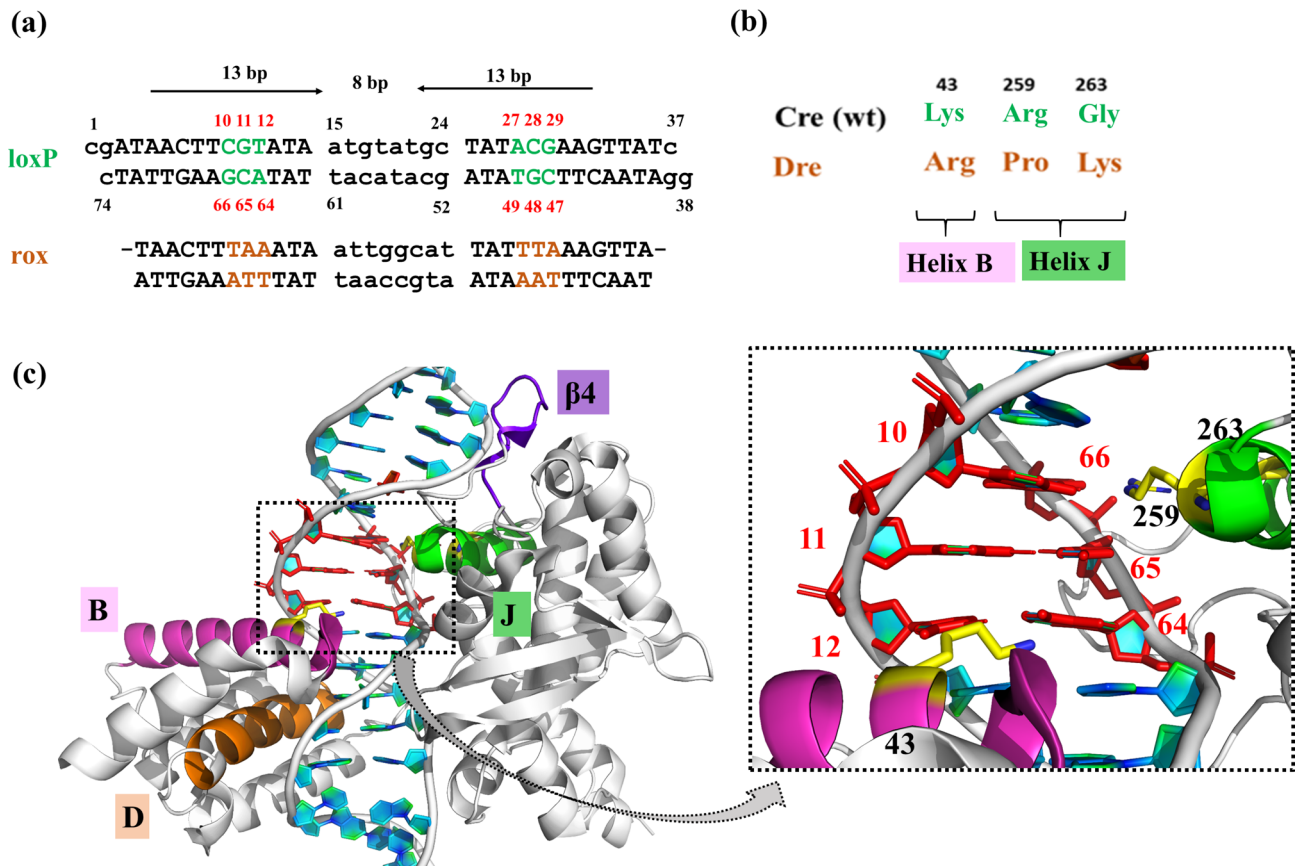 (a)
13 bp 8 bp 13 bp
10 11 12 27 28 29
1 15 24 37
loxP cgATAACTTCGTATA atgtatgc TATACGAAGTTATc
cTATTGAAGCATAT tacatacg ATATGCTTCAATAgg
74 66 65 64 61 52 49 48 47 38
rox -TAACTTTAAATA attggcat TATTTAAAGTTA-
ATTGAAATTTAT taaccgta ATAAATTTCAAT
(b)
43 259 263
Cre (wt) Lys Arg Gly
Dre Arg Pro Lys
Helix B Helix J
(c)
β4
B
J
D
10
66
263
259
11
65
64
12
43